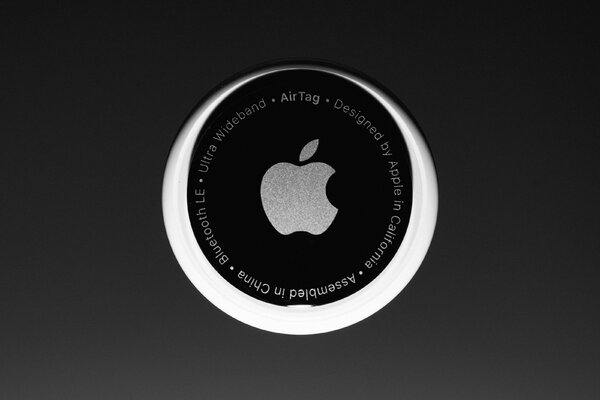 AirTag • Designed by Apple in California • Assembled in China • Bluetooth LE • Ultra Wideband •